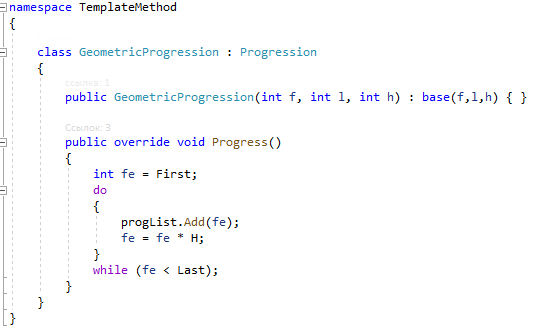 namespace TemplateMethod
{
class GeometricProgression : Progression
{
ссылка: 1
public GeometricProgression(int f, int l, int h) : base(f,l,h) { }
Ссылок: 3
public override void Progress()
{
int fe = First;
do
{
progList.Add(fe);
fe = fe * H;
}
while (fe < Last);
}
}
}